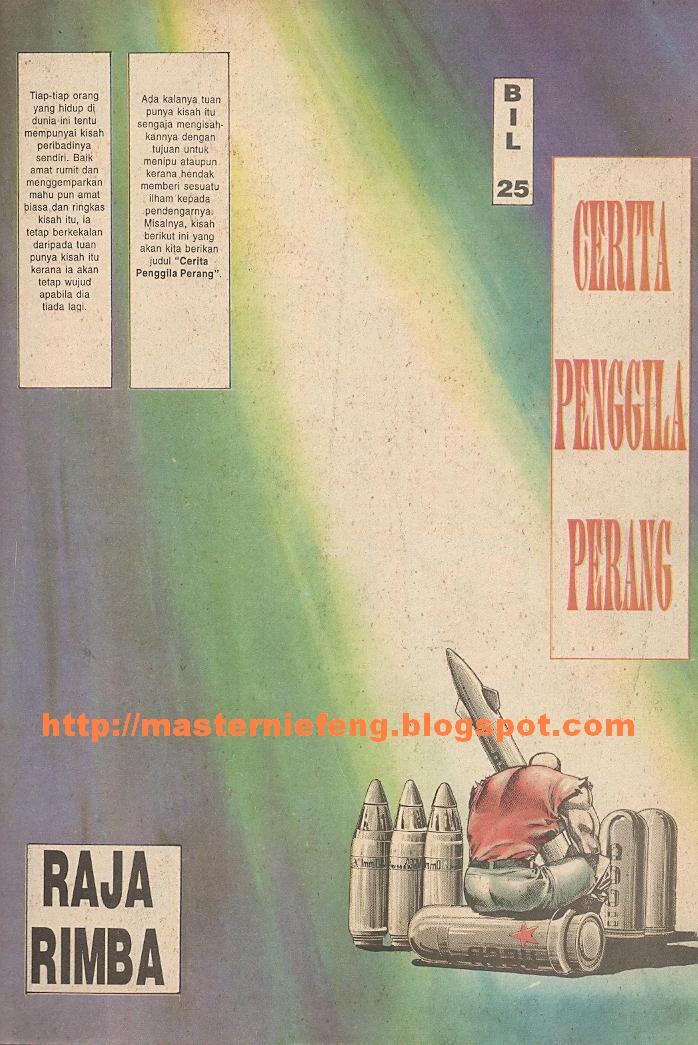 Tiap-tiap orang
yang hidup di
dunia ini tentu
mempunyai kisah
peribadinya
sendiri. Baik
amat rumit dan
menggemparkan
mahu pun amat
biasa dan ringkas
kisah itu, ia
tetap berkekalan
daripada tuan
punya kisah itu
kerana ia akan
tetap wujud
apabila dia
tiada lagi.
Ada kalanya tuan
punya kisah itu
sengaja mengisah-
kannya dengan
tujuan untuk
menipu ataupun
kerana hendak
memberi sesuatu
ilham kepada
pendengarnya.
Misalnya, kisah
berikut ini yang
akan kita berikan
judul “Cerita
Penggila Perang”.
B
I
L
25
CERITA
PENGGILA
PERANG
http://masterniefeng.blogspot.com
RAJA
RIMBA